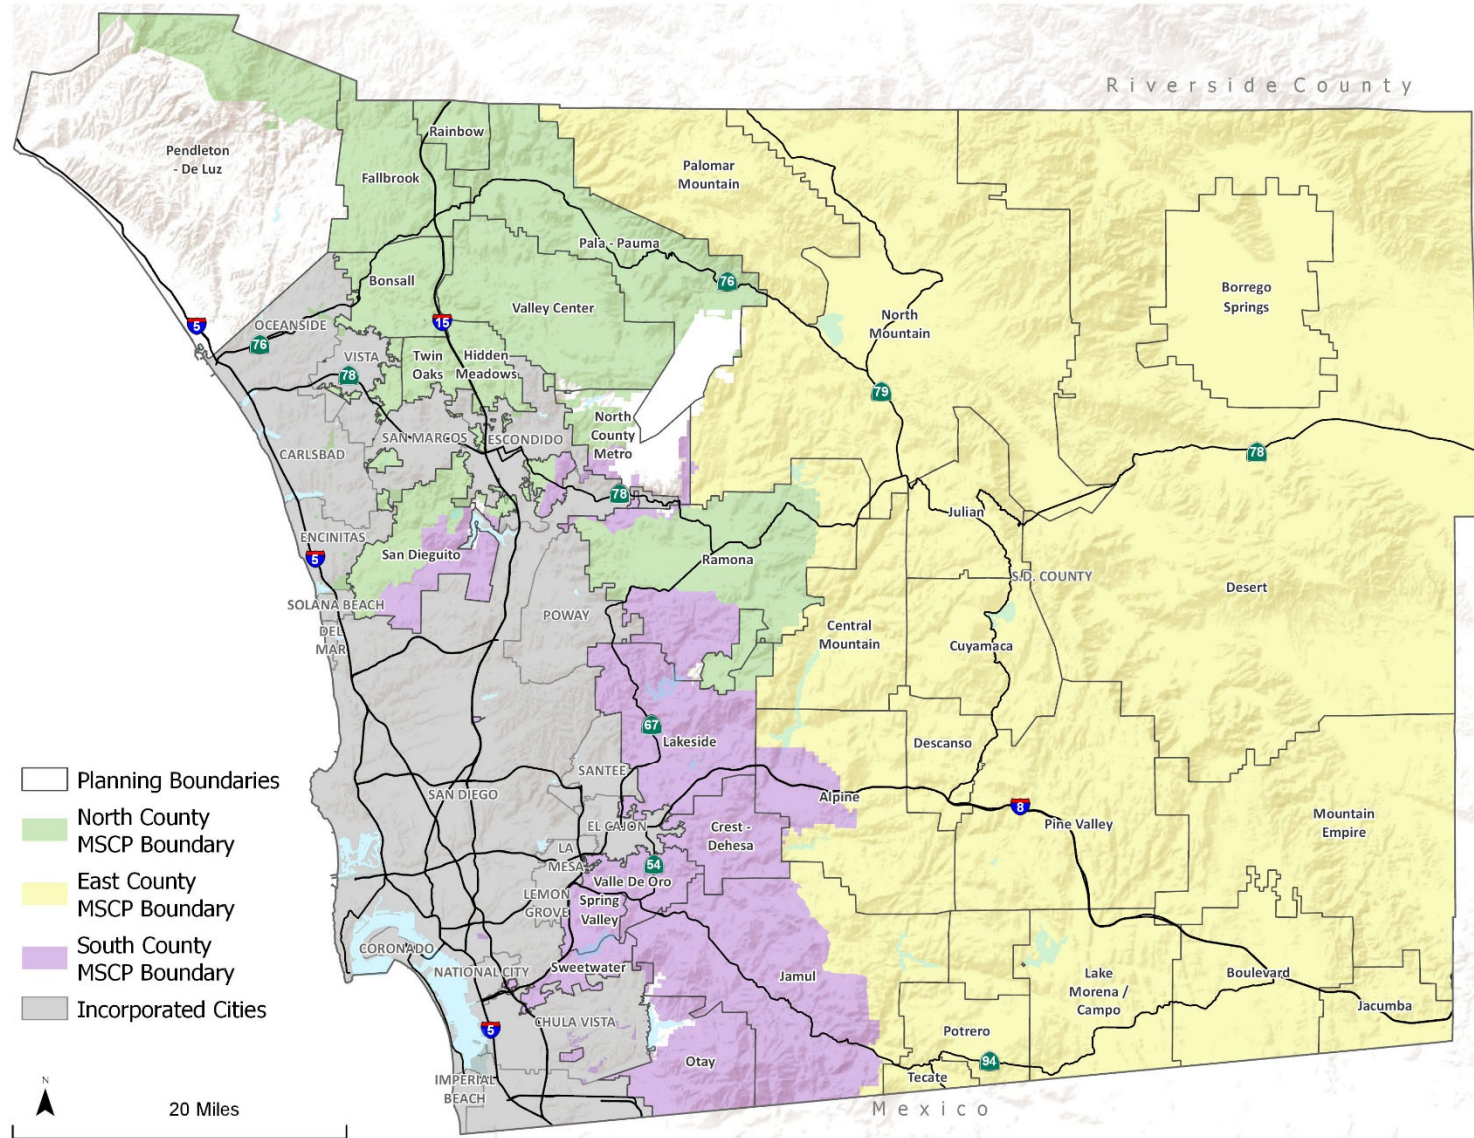 Riverside County
Rainbow
Pendleton
- De Luz
Palomar
Mountain
Fallbrook
Pala - Pauma
76
Bonsall
Borrego
Springs
Valley Center
North
Mountain
5
15
OCEANSIDE
76
VISTA
78
Twin
Oaks
Hidden
Meadows
79
North
County
Metro
SAN MARCOS
ESCONDIDO
CARLSBAD
78
78
Julian
ENCINITAS
San Dieguito
5
Ramona
S.D. COUNTY
Desert
SOLANA BEACH
DEL
MAR
POWAY
Central
Mountain
Cuyamaca
67
Lakeside
Descanso
SANTEE
SAN DIEGO
Alpine
8
Pine Valley
Mountain
Empire
EL CAJON
Crest -
Dehesa
LA
MESA
54
Valle De Oro
LEMON
GROVE
Spring
Valley
CORONADO
NATIONAL CITY
Sweetwater
Jamul
Lake
Morena /
Campo
Boulevard
Jacumba
5
CHULA VISTA
Potrero
Otay
94
Tecate
IMPERIAL
BEACH
Mexico
Planning Boundaries
North County
MSCP Boundary
East County
MSCP Boundary
South County
MSCP Boundary
Incorporated Cities
N
20 Miles